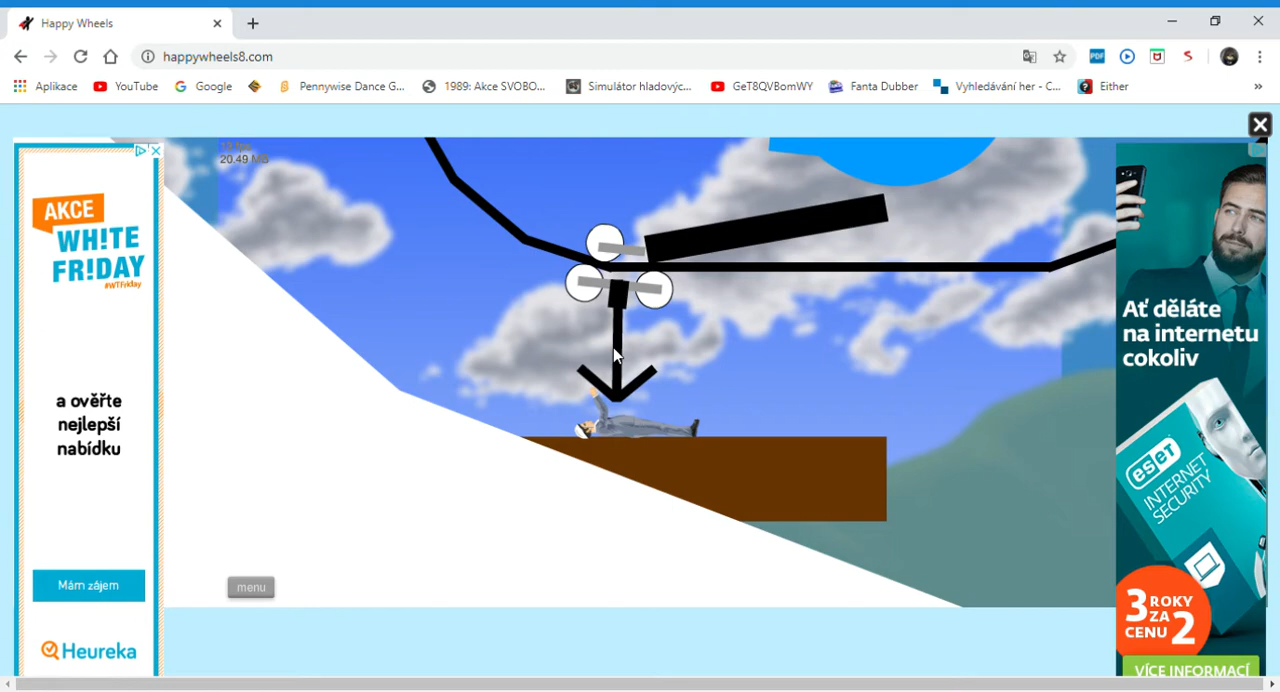 Happy Wheels
happywheels8.com
Aplikace
YouTube
Google
Pennywise Dance G...
1989: Akce SVOBO...
Simulátor hladovýc...
GeT8QVBomWY
Fanta Dubber
Vyhledávání her - C...
Either
»
20.49 MB
AKCE
WH!TE
FR!DAY
#WTFr!day
a ověřte
nejlepší
nabídku
Mám zájem
Heureka
menu
Ať děláte
na internetu
cokoliv
eseT
INTERNET
SECURITY
3 ROKY
ZA
CENU 2
VÍCE INFORMACÍ